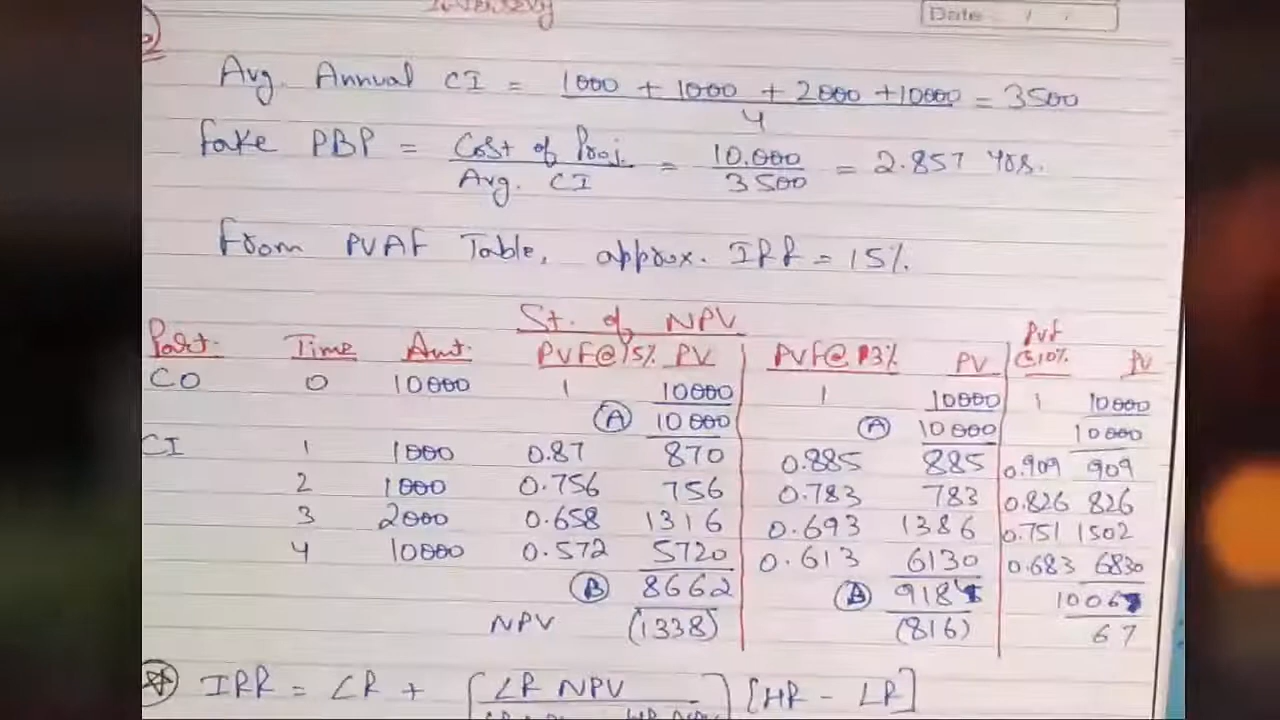 Inventory
Date / /
Avg. Annual CI = 1000 + 1000 + 2000 + 10000 = 3500
4
Fake PBP = Cost of Proj. = 10.000 = 2.857 yrs.
Avg. CI 3500
From PVAF Table, approx. IRR = 15%
St. of NPV
Part. Time Amt. PVF@15% PV PVF@13% PV PVF @10% PV
CO 0 10000 1 10000 1 10000 1 10000
(A) 10000 (A) 10000 10000
CI 1 1000 0.87 870 0.885 885 0.909 909
2 1000 0.756 756 0.783 783 0.826 826
3 2000 0.658 1316 0.693 1386 0.751 1502
4 10000 0.572 5720 0.613 6130 0.683 6830
(B) 8662 (B) 9184 10067
NPV (1338) (816) 67
IRR = LR + [LR NPV] [HR - LR]